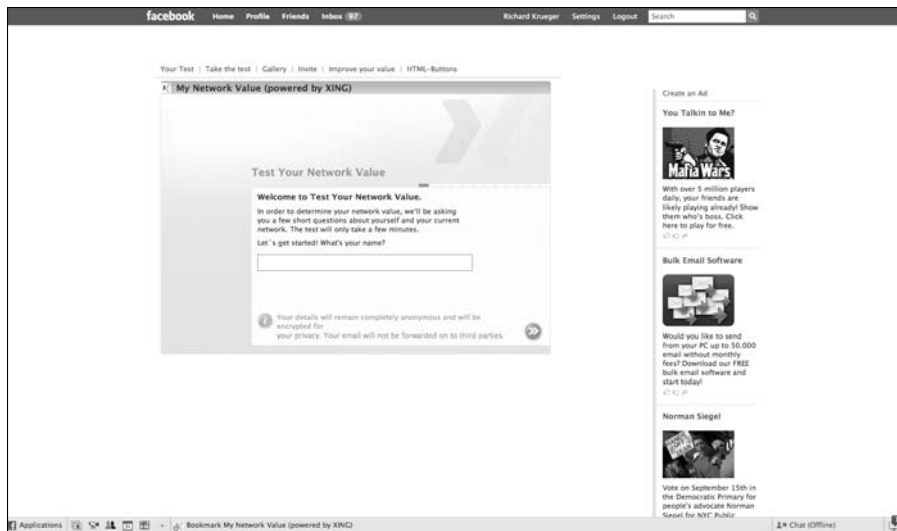 facebook Home Profile Friends Inbox 97 Richard Krueger Settings Logout Search
Your Test | Take the test | Gallery | Invite | Improve your value | HTML-Buttons
My Network Value (powered by XING)
Test Your Network Value
Welcome to Test Your Network Value.
In order to determine your network value, we'll be asking
you a few short questions about yourself and your current
network. The test will only take a few minutes.
Let`s get started! What's your name?
Your details will remain completely anonymous and will be
encrypted for
your privacy. Your email will not be forwarded on to third parties.
Create an Ad
You Talkin to Me?
Mafia Wars
With over 5 million players
daily, your friends are
likely playing already! Show
them who's boss. Click
here to play for free.
Bulk Email Software
Would you like to send
from your PC up to 50.000
email without monthly
fees? Download our FREE
bulk email software and
start today!
Norman Siegel
HANDS
OFF
Vote on September 15th in
the Democratic Primary for
people's advocate Norman
Siegel for NYC Public
Applications Bookmark My Network Value (powered by XING) Chat (Offline)